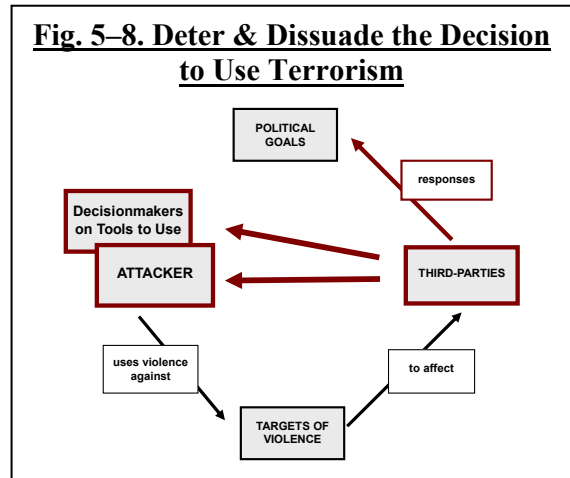 Fig. 5–8. Deter & Dissuade the Decision
to Use Terrorism
POLITICAL
GOALS
responses
Decisionmakers
on Tools to Use
ATTACKER
THIRD-PARTIES
uses violence
against
to affect
TARGETS OF
VIOLENCE